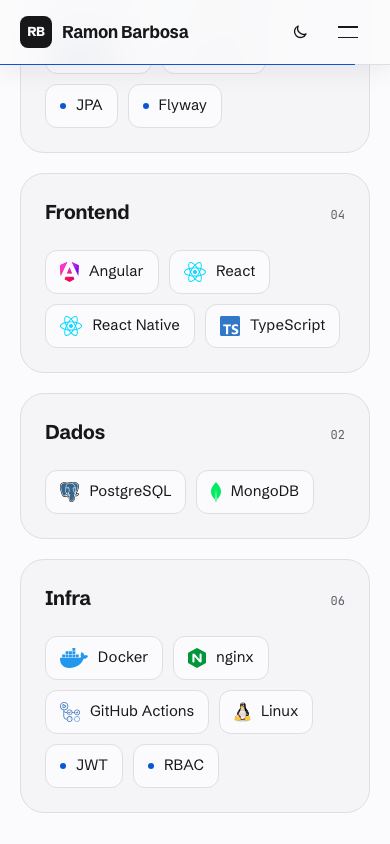 RB Ramon Barbosa
JPA Flyway
Frontend 04
Angular React
React Native TS TypeScript
Dados 02
PostgreSQL MongoDB
Infra 06
Docker N nginx
GitHub Actions Linux
JWT RBAC